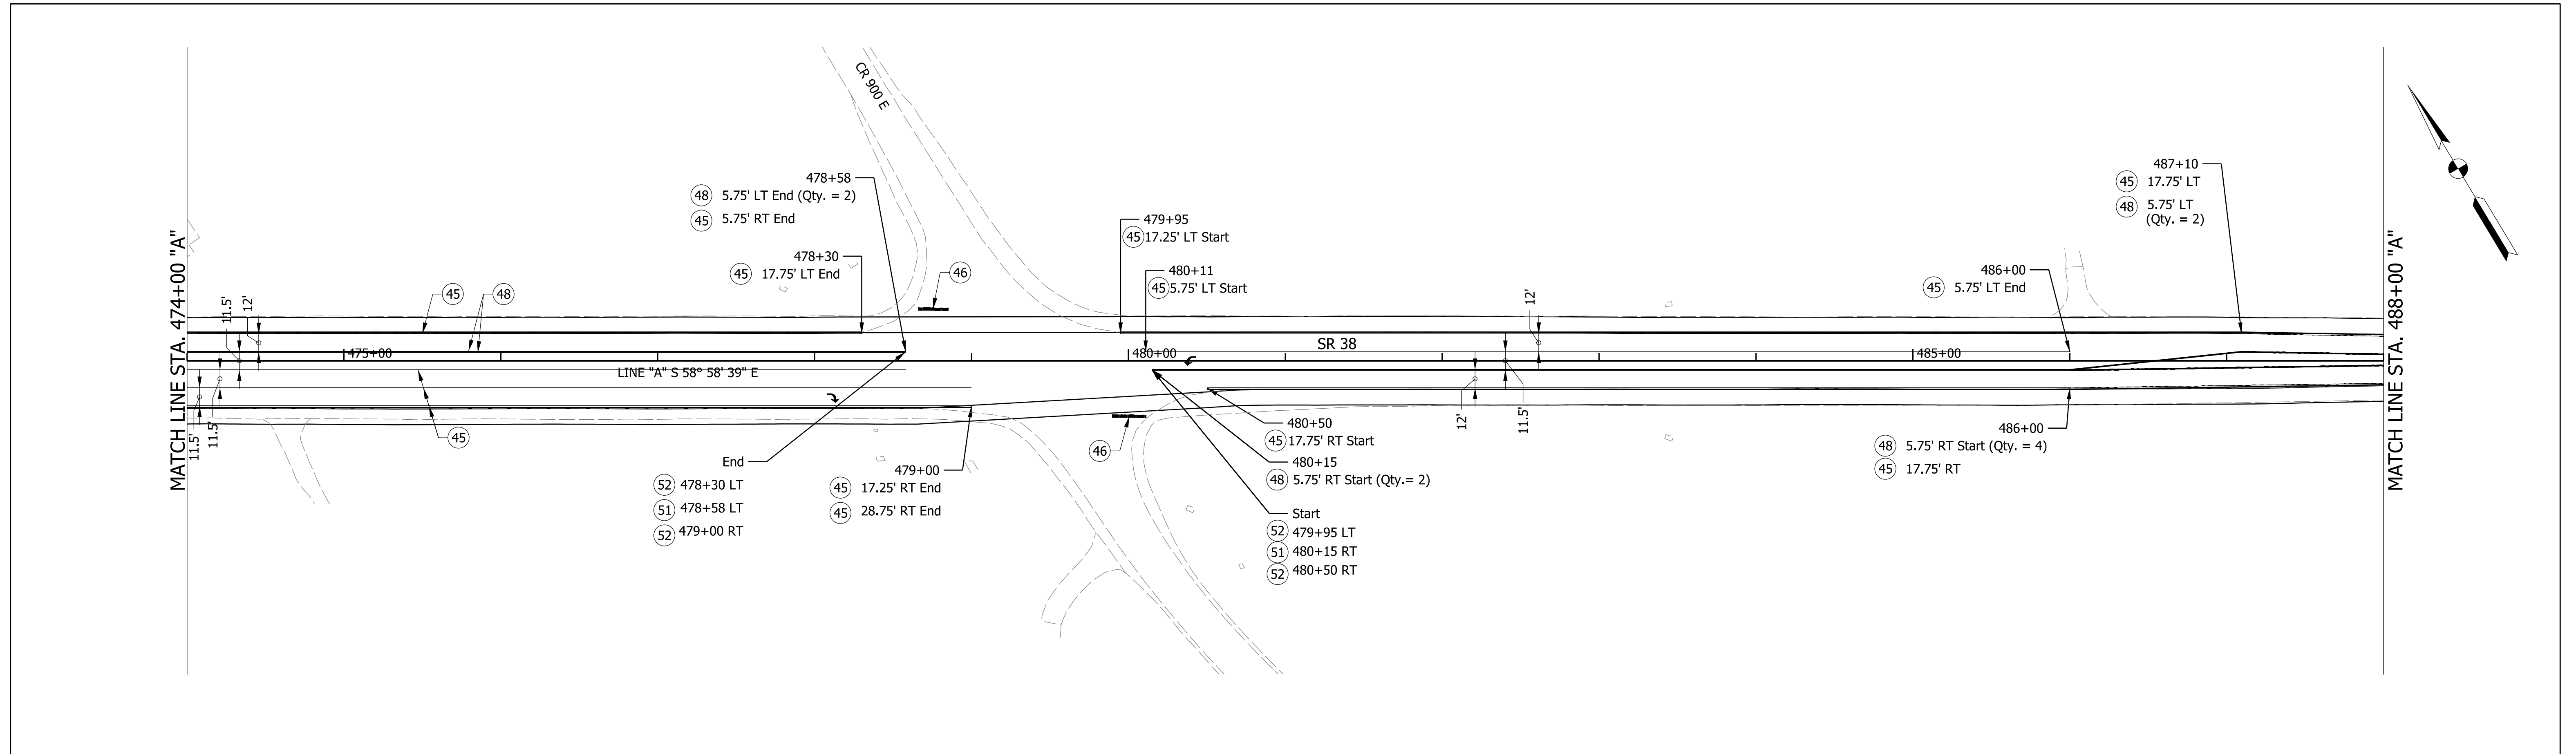 MATCH LINE STA. 474+00 "A"
CR 900 E
478+58
48 5.75' LT End (Qty. = 2)
45 5.75' RT End
478+30
45 17.75' LT End
46
45
48
11.5'
12'
475+00
LINE "A" S 58° 58' 39" E
11.5'
11.5'
45
End
52 478+30 LT
51 478+58 LT
52 479+00 RT
479+00
45 17.25' RT End
45 28.75' RT End
479+95
45 17.25' LT Start
480+11
45 5.75' LT Start
480+00
SR 38
12'
12'
11.5'
46
480+50
45 17.75' RT Start
480+15
48 5.75' RT Start (Qty.= 2)
Start
52 479+95 LT
51 480+15 RT
52 480+50 RT
486+00
45 5.75' LT End
485+00
487+10
45 17.75' LT
48 5.75' LT
(Qty. = 2)
486+00
48 5.75' RT Start (Qty. = 4)
45 17.75' RT
MATCH LINE STA. 488+00 "A"